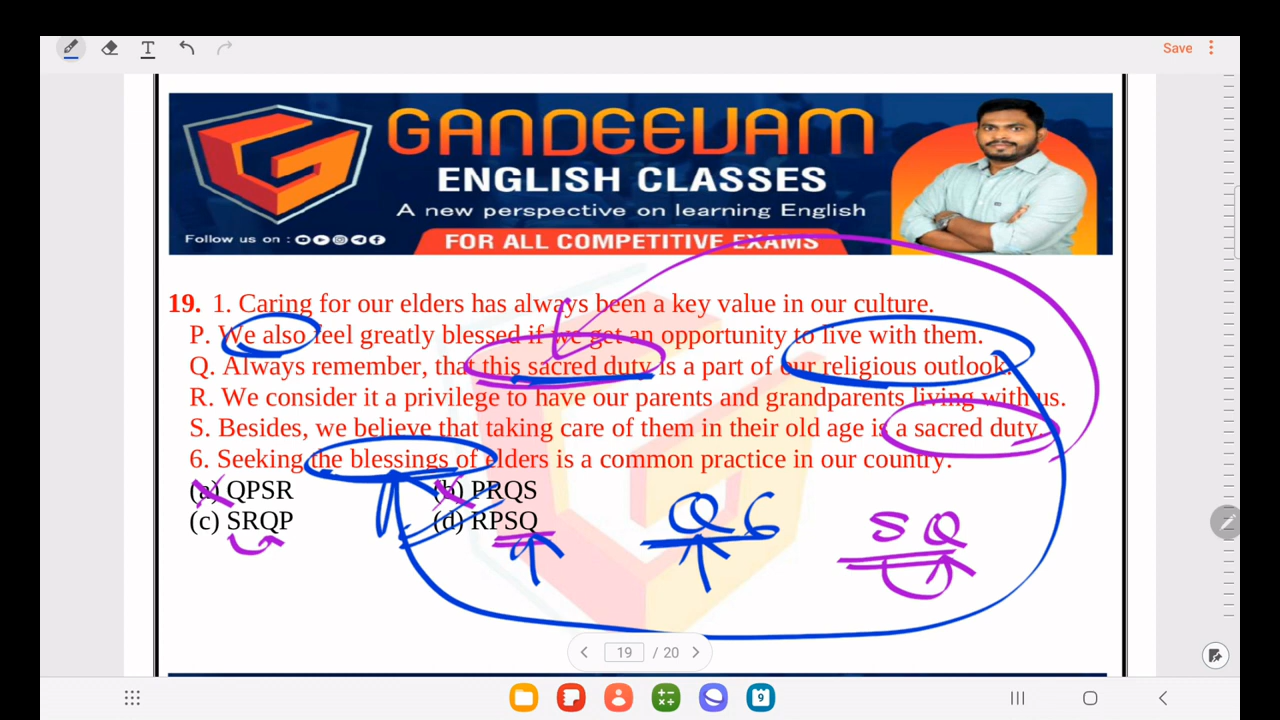 T
Save
GANDEEVAM
ENGLISH CLASSES
A new perspective on learning English
Follow us on :
FOR ALL COMPETITIVE EXAMS
19. 1. Caring for our elders has always been a key value in our culture.
P. We also feel greatly blessed if we get an opportunity to live with them.
Q. Always remember, that this sacred duty is a part of our religious outlook.
R. We consider it a privilege to have our parents and grandparents living with us.
S. Besides, we believe that taking care of them in their old age is a sacred duty.
6. Seeking the blessings of elders is a common practice in our country.
(a) QPSR (b) PRQS
(c) SRQP (d) RPSQ
Q6 SQ
19 / 20
9